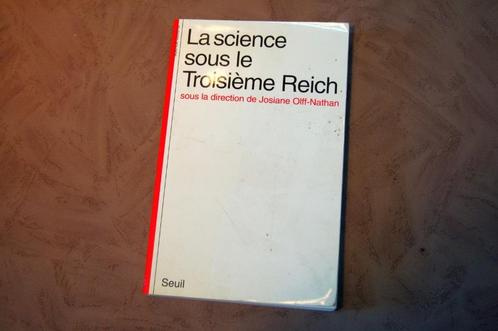 La science
sous le
Troisième Reich
sous la direction de Josiane Olff-Nathan
Seuil